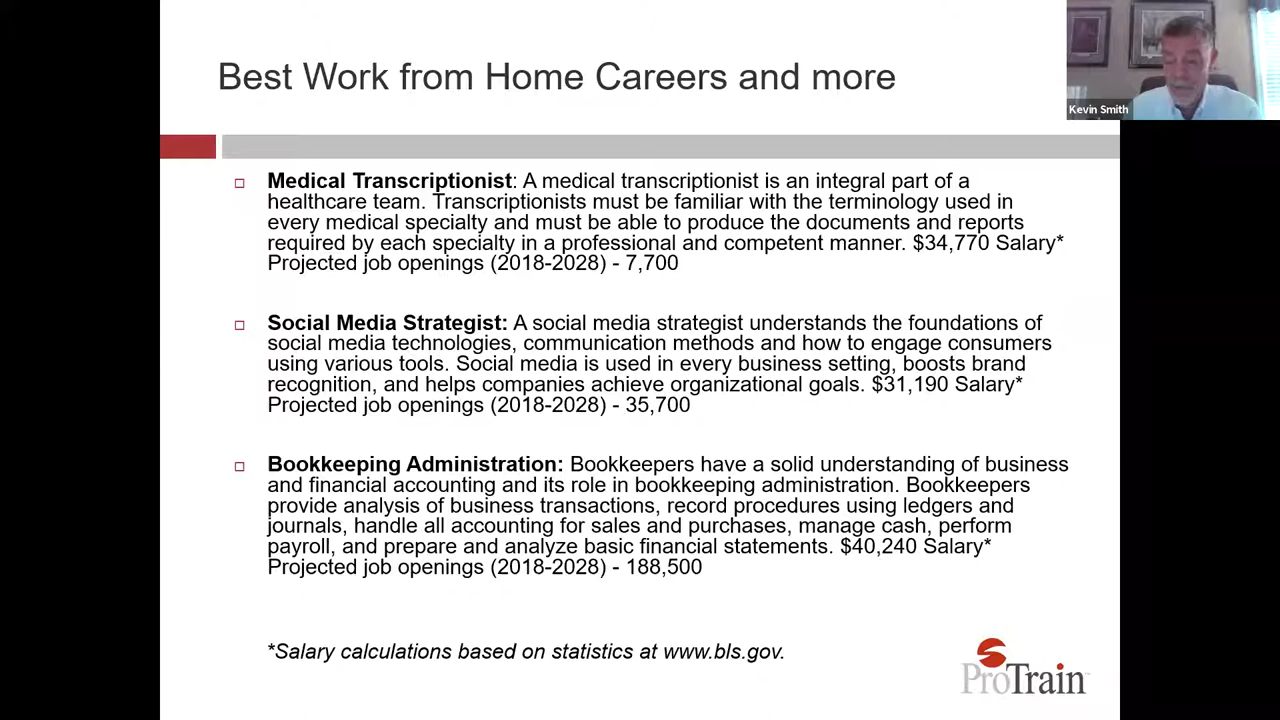 Best Work from Home Careers and more
Kevin Smith
Medical Transcriptionist: A medical transcriptionist is an integral part of a
healthcare team. Transcriptionists must be familiar with the terminology used in
every medical specialty and must be able to produce the documents and reports
required by each specialty in a professional and competent manner. $34,770 Salary*
Projected job openings (2018-2028) - 7,700
Social Media Strategist: A social media strategist understands the foundations of
social media technologies, communication methods and how to engage consumers
using various tools. Social media is used in every business setting, boosts brand
recognition, and helps companies achieve organizational goals. $31,190 Salary*
Projected job openings (2018-2028) - 35,700
Bookkeeping Administration: Bookkeepers have a solid understanding of business
and financial accounting and its role in bookkeeping administration. Bookkeepers
provide analysis of business transactions, record procedures using ledgers and
journals, handle all accounting for sales and purchases, manage cash, perform
payroll, and prepare and analyze basic financial statements. $40,240 Salary*
Projected job openings (2018-2028) - 188,500
*Salary calculations based on statistics at www.bls.gov.
ProTrain